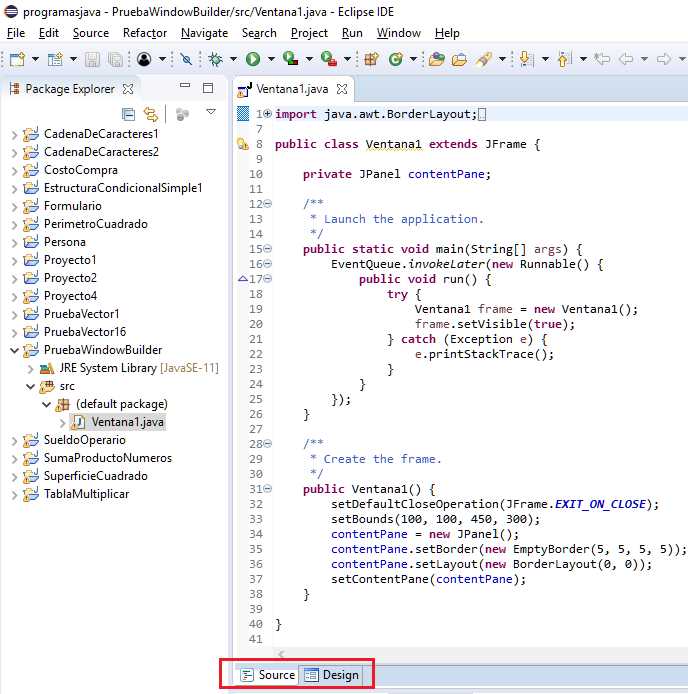 programasjava - PruebaWindowBuilder/src/Ventana1.java - Eclipse IDE
File Edit Source Refactor Navigate Search Project Run Window Help
Package Explorer
CadenaDeCaracteres1
CadenaDeCaracteres2
CostoCompra
EstructuraCondicionalSimple1
Formulario
PerimetroCuadrado
Persona
Proyecto1
Proyecto2
Proyecto4
PruebaVector1
PruebaVector16
PruebaWindowBuilder
JRE System Library [JavaSE-11]
src
(default package)
Ventana1.java
SueldoOperario
SumaProductoNumeros
SuperficieCuadrado
TablaMultiplicar
Ventana1.java
1 import java.awt.BorderLayout;
7
8 public class Ventana1 extends JFrame {
9
10 private JPanel contentPane;
11
12 /**
13 * Launch the application.
14 */
15 public static void main(String[] args) {
16 EventQueue.invokeLater(new Runnable() {
17 public void run() {
18 try {
19 Ventana1 frame = new Ventana1();
20 frame.setVisible(true);
21 } catch (Exception e) {
22 e.printStackTrace();
23 }
24 }
25 });
26 }
27
28 /**
29 * Create the frame.
30 */
31 public Ventana1() {
32 setDefaultCloseOperation(JFrame.EXIT_ON_CLOSE);
33 setBounds(100, 100, 450, 300);
34 contentPane = new JPanel();
35 contentPane.setBorder(new EmptyBorder(5, 5, 5, 5));
36 contentPane.setLayout(new BorderLayout(0, 0));
37 setContentPane(contentPane);
38 }
39
40 }
41
Source Design